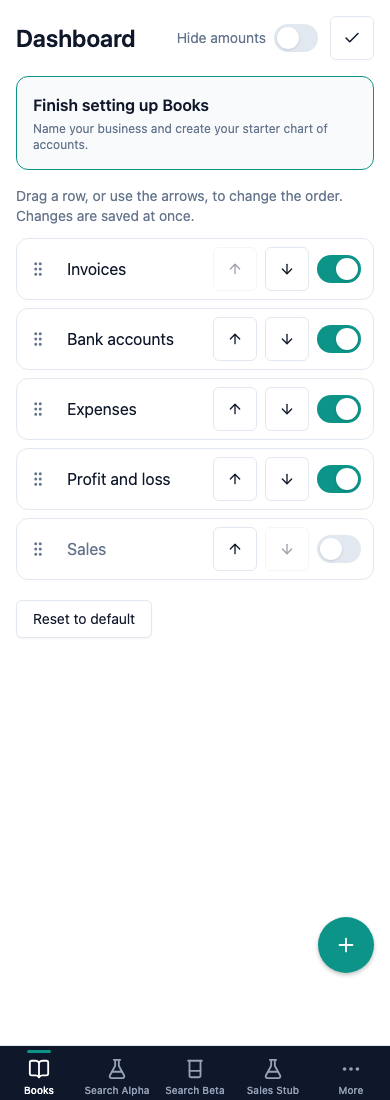 Dashboard
Hide amounts
Finish setting up Books
Name your business and create your starter chart of
accounts.
Drag a row, or use the arrows, to change the order.
Changes are saved at once.
Invoices
Bank accounts
Expenses
Profit and loss
Sales
Reset to default
Books
Search Alpha
Search Beta
Sales Stub
More